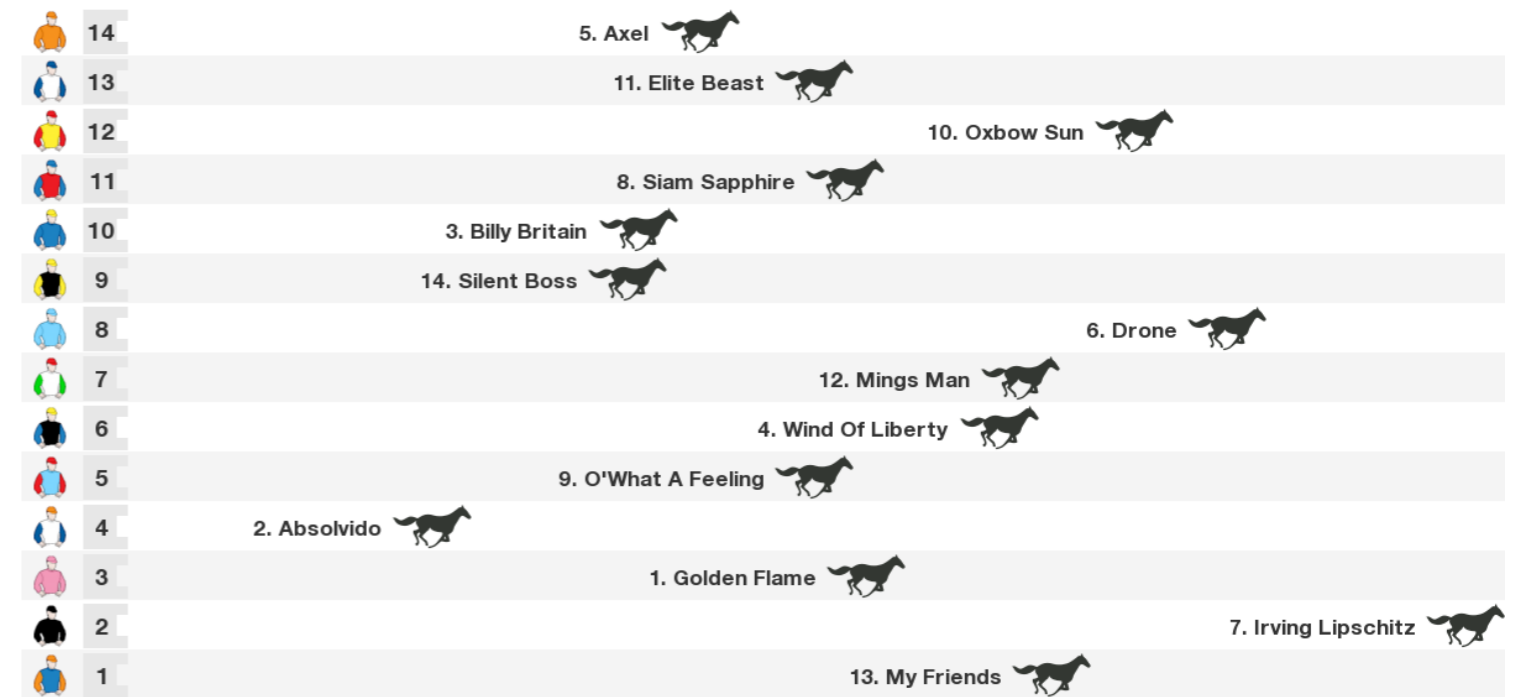 14 5. Axel
13 11. Elite Beast
12 10. Oxbow Sun
11 8. Siam Sapphire
10 3. Billy Britain
9 14. Silent Boss
8 6. Drone
7 12. Mings Man
6 4. Wind Of Liberty
5 9. O'What A Feeling
4 2. Absolvido
3 1. Golden Flame
2 7. Irving Lipschitz
1 13. My Friends